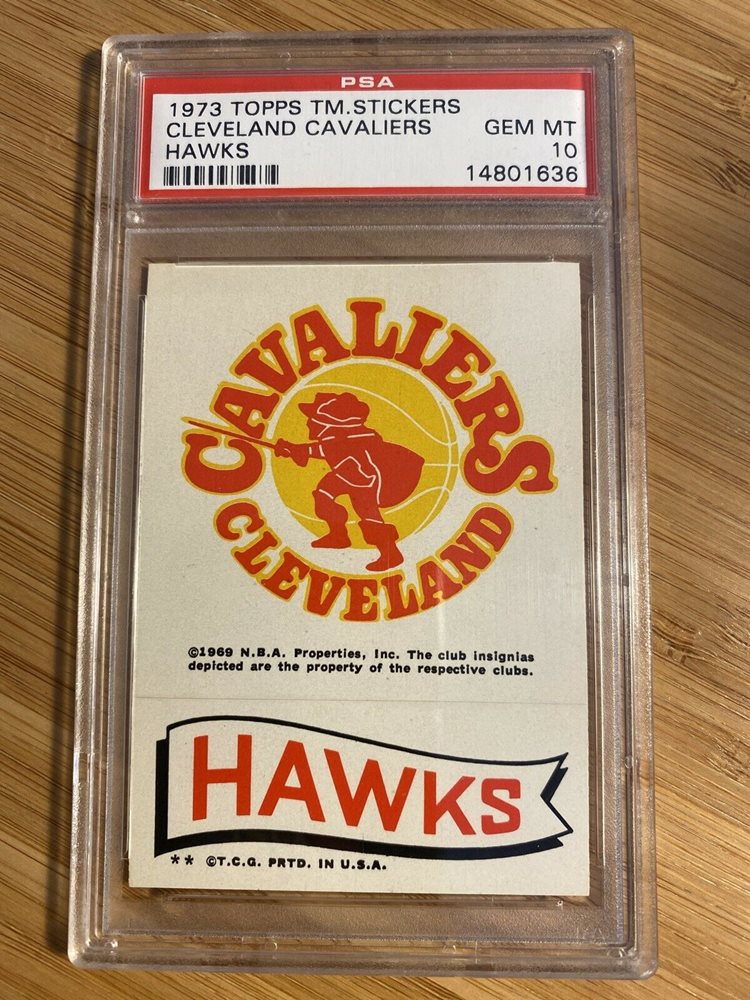 PSA
1973 TOPPS TM.STICKERS
CLEVELAND CAVALIERS GEM MT
HAWKS 10
14801636
CAVALIERS
CLEVELAND
©1969 N.B.A. Properties, Inc. The club insignias
depicted are the property of the respective clubs.
HAWKS
** ©T.C.G. PRTD. IN U.S.A.